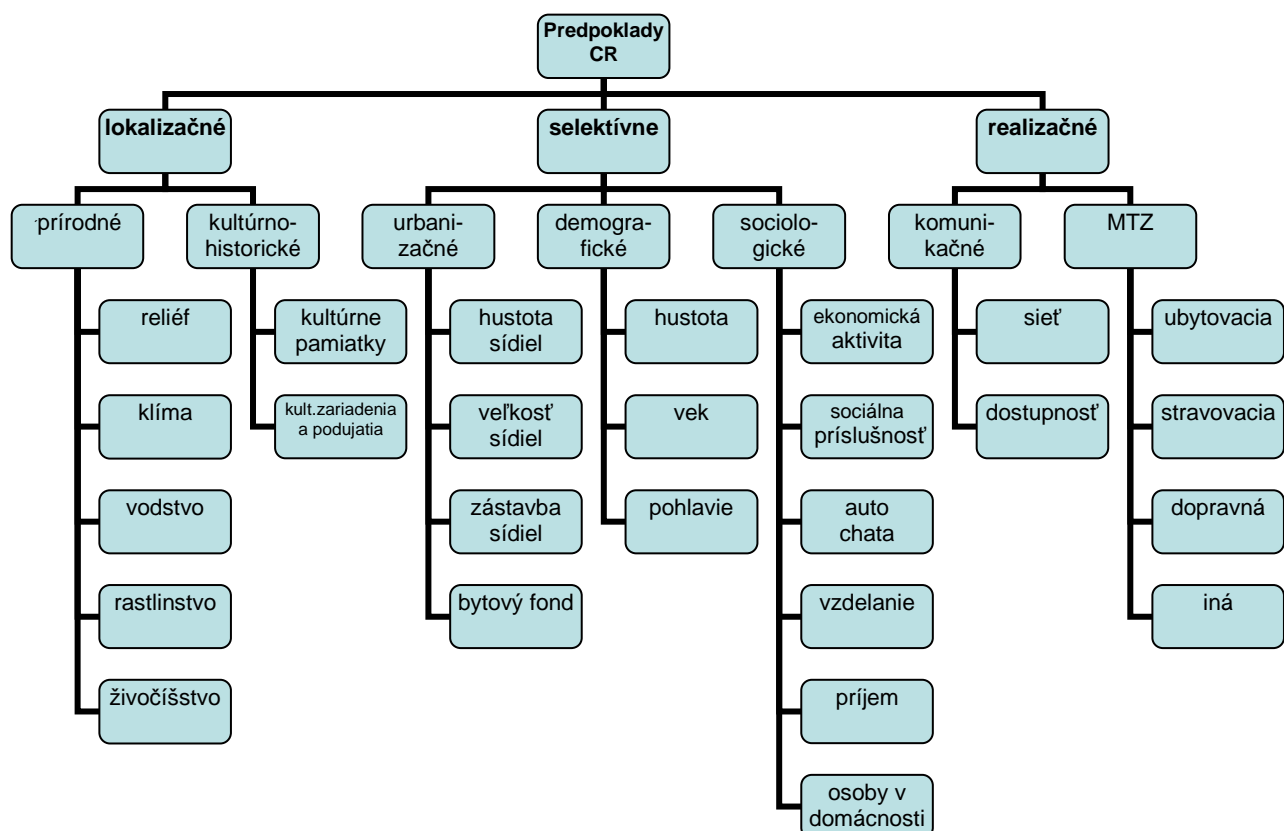 Predpoklady
CR
lokalizačné
selektívne
realizačné
prírodné
kultúrno-
historické
urbani-
začné
demogra-
fické
sociolo-
gické
komuni-
kačné
MTZ
reliéf
kultúrne
pamiatky
hustota
sídiel
hustota
ekonomická
aktivita
sieť
ubytovacia
klíma
kult.zariadenia
a podujatia
veľkosť
sídiel
vek
sociálna
príslušnosť
dostupnosť
stravovacia
vodstvo
zástavba
sídiel
pohlavie
auto
chata
dopravná
rastlinstvo
bytový fond
vzdelanie
iná
živočíšstvo
príjem
osoby v
domácnosti